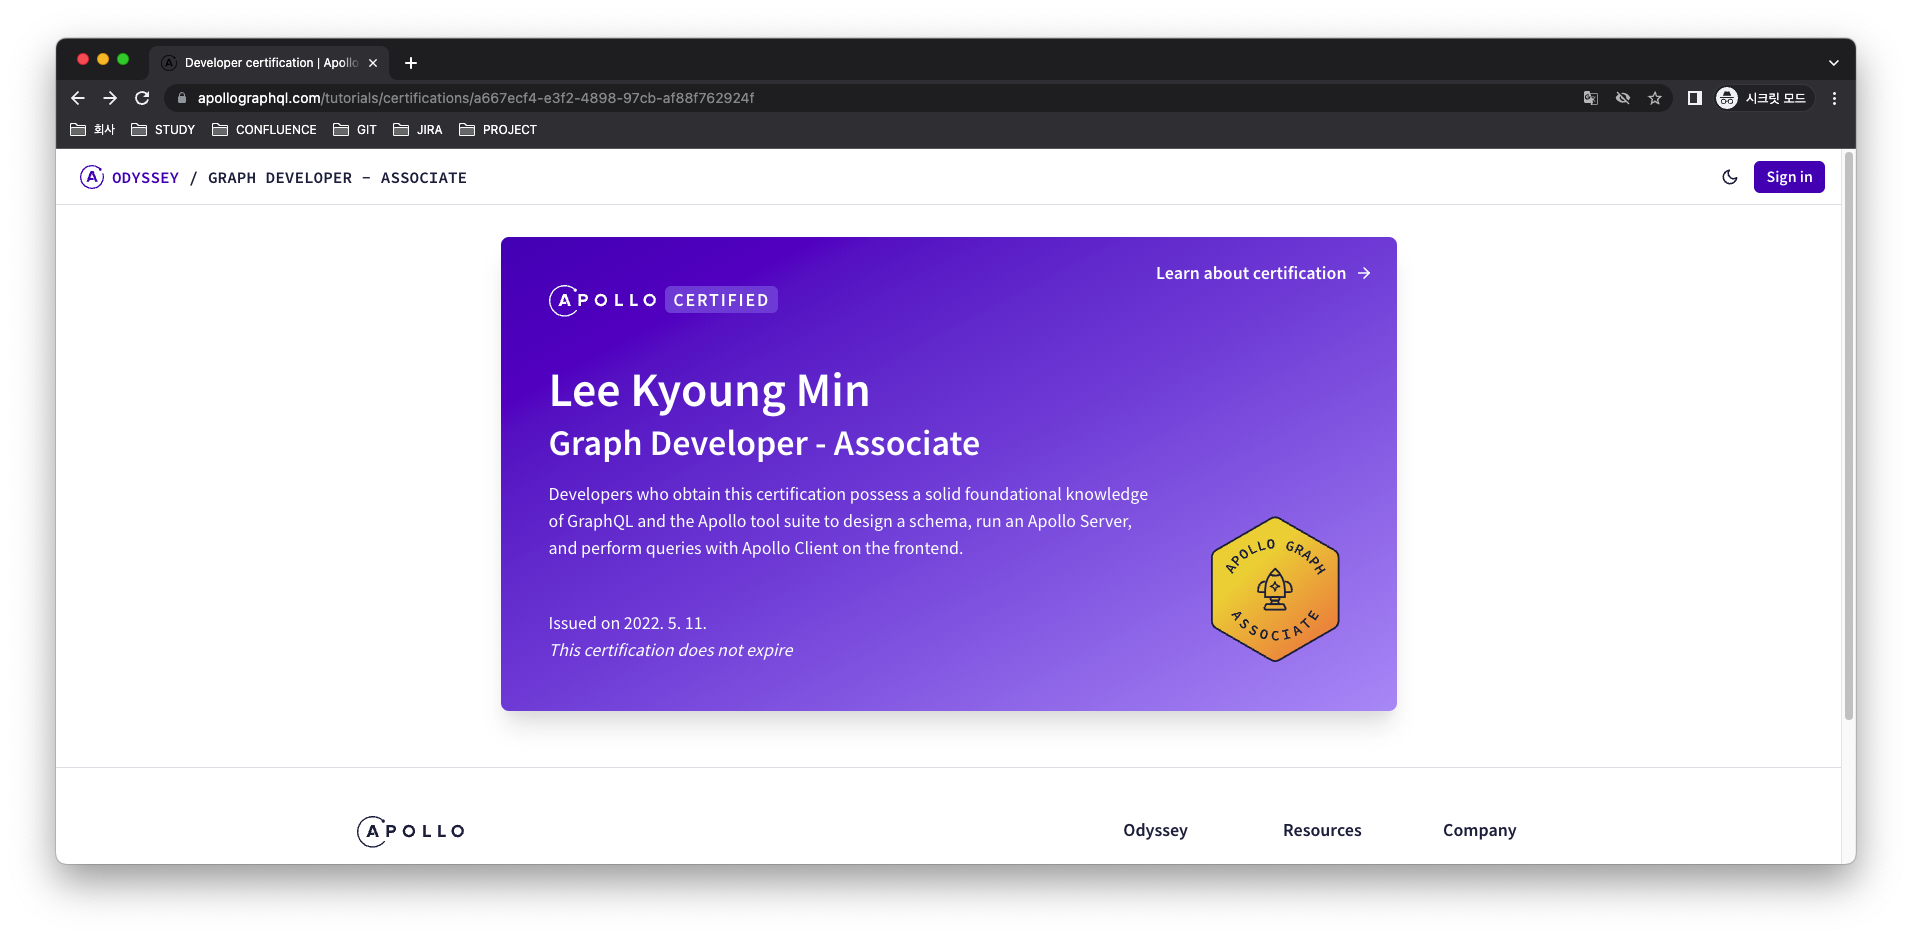 Developer certification | Apollo
apollographql.com/tutorials/certifications/a667ecf4-e3f2-4898-97cb-af88f762924f
시크릿 모드
회사
STUDY
CONFLUENCE
GIT
JIRA
PROJECT
ODYSSEY / GRAPH DEVELOPER - ASSOCIATE
Sign in
Learn about certification →
APOLLO CERTIFIED
Lee Kyoung Min
Graph Developer - Associate
Developers who obtain this certification possess a solid foundational knowledge
of GraphQL and the Apollo tool suite to design a schema, run an Apollo Server,
and perform queries with Apollo Client on the frontend.
APOLLO GRAPH
ASSOCIATE
Issued on 2022. 5. 11.
This certification does not expire
APOLLO
Odyssey
Resources
Company